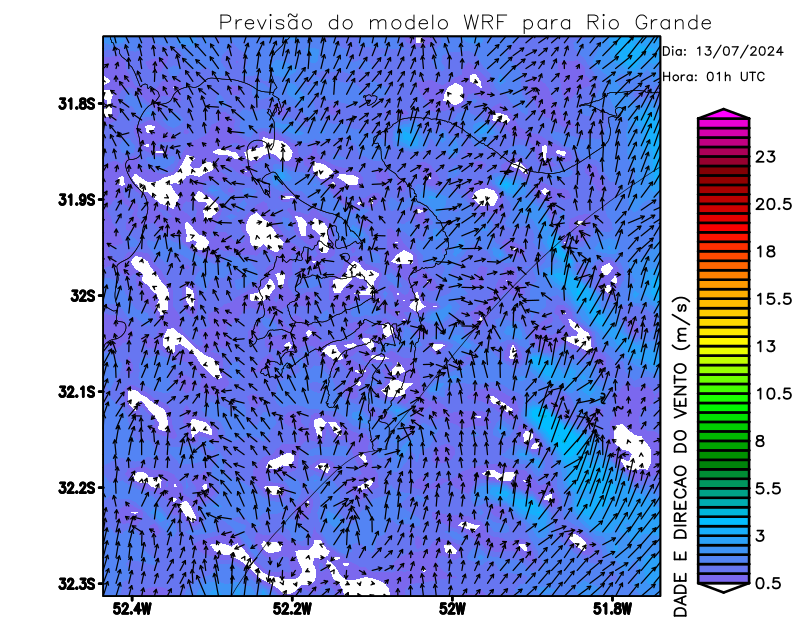 Previsão do modelo WRF para Rio Grande
Dia: 13/07/2024
Hora: 01h UTC
31.8S
31.9S
32S
32.1S
32.2S
32.3S
52.4W
52.2W
52W
51.8W
23
20.5
18
15.5
13
10.5
8
5.5
3
0.5
DADE E DIRECAO DO VENTO (m/s)